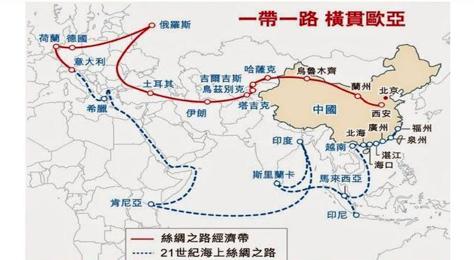 一帶一路 橫貫歐亞
俄羅斯
荷蘭
德國
意大利
希臘
土耳其
伊朗
吉爾吉斯
烏茲別克
塔吉克
哈薩克
烏魯木齊
蘭州
北京
西安
中國
福州
泉州
廣州
北海
湛江
海口
越南
印度
斯里蘭卡
馬來西亞
印尼
肯尼亞
絲綢之路經濟帶
21世紀海上絲綢之路